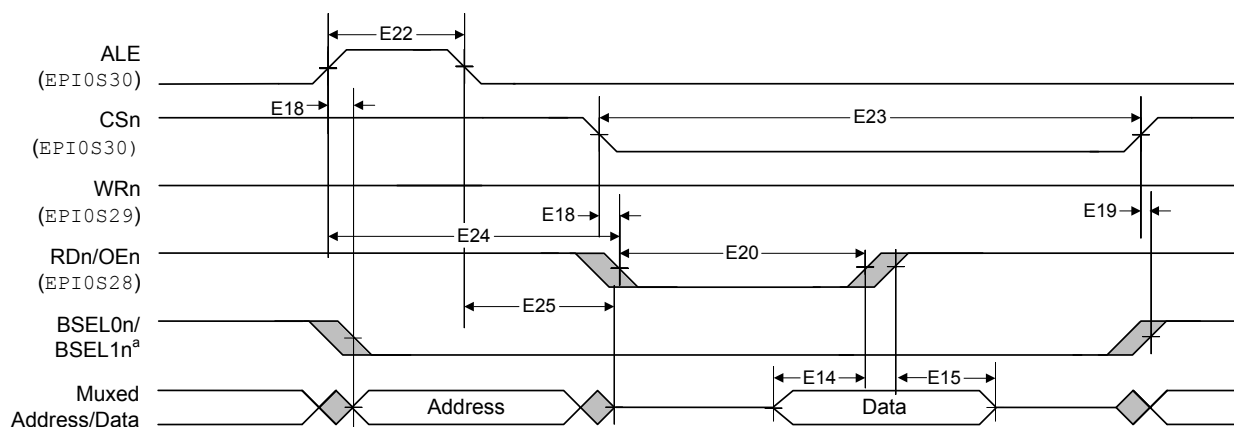 E22
ALE
(EPI0S30)
E18
CSn
(EPI0S30)
E23
WRn
(EPI0S29)
E18
E19
E24
RDn/OEn
(EPI0S28)
E20
E25
BSEL0n/
BSEL1nᵃ
E14
E15
Muxed
Address/Data
Address
Data